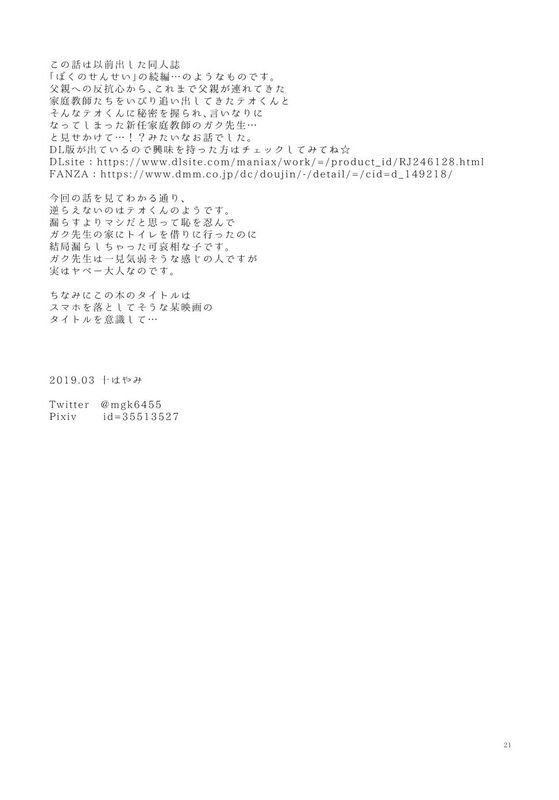 この話は以前出した同人誌
「ぼくのせんせい」の続編…のようなものです。
父親への反抗心から、これまで父親が連れてきた
家庭教師たちをいびり追い出してきたテオくんと
そんなテオくんに秘密を握られ、言いなりに
なってしまった新任家庭教師のガク先生…
と見せかけて…！？みたいなお話でした。
DL版が出ているので興味を持った方はチェックしてみてね☆
DLsite：https://www.dlsite.com/maniax/work/=/product_id/RJ246128.html
FANZA：https://www.dmm.co.jp/dc/doujin/-/detail/=/cid=d_149218/
今回の話を見てわかる通り、
逆らえないのはテオくんのようです。
漏らすよりマシだと思って恥を忍んで
ガク先生の家にトイレを借りに行ったのに
結局漏らしちゃった可哀相な子です。
ガク先生は一見気弱そうな感じの人ですが
実はヤベー大人なのです。
ちなみにこの本のタイトルは
スマホを落としてそうな某映画の
タイトルを意識して…
2019.03 十はやみ
Twitter @mgk6455
Pixiv id=35513527
21